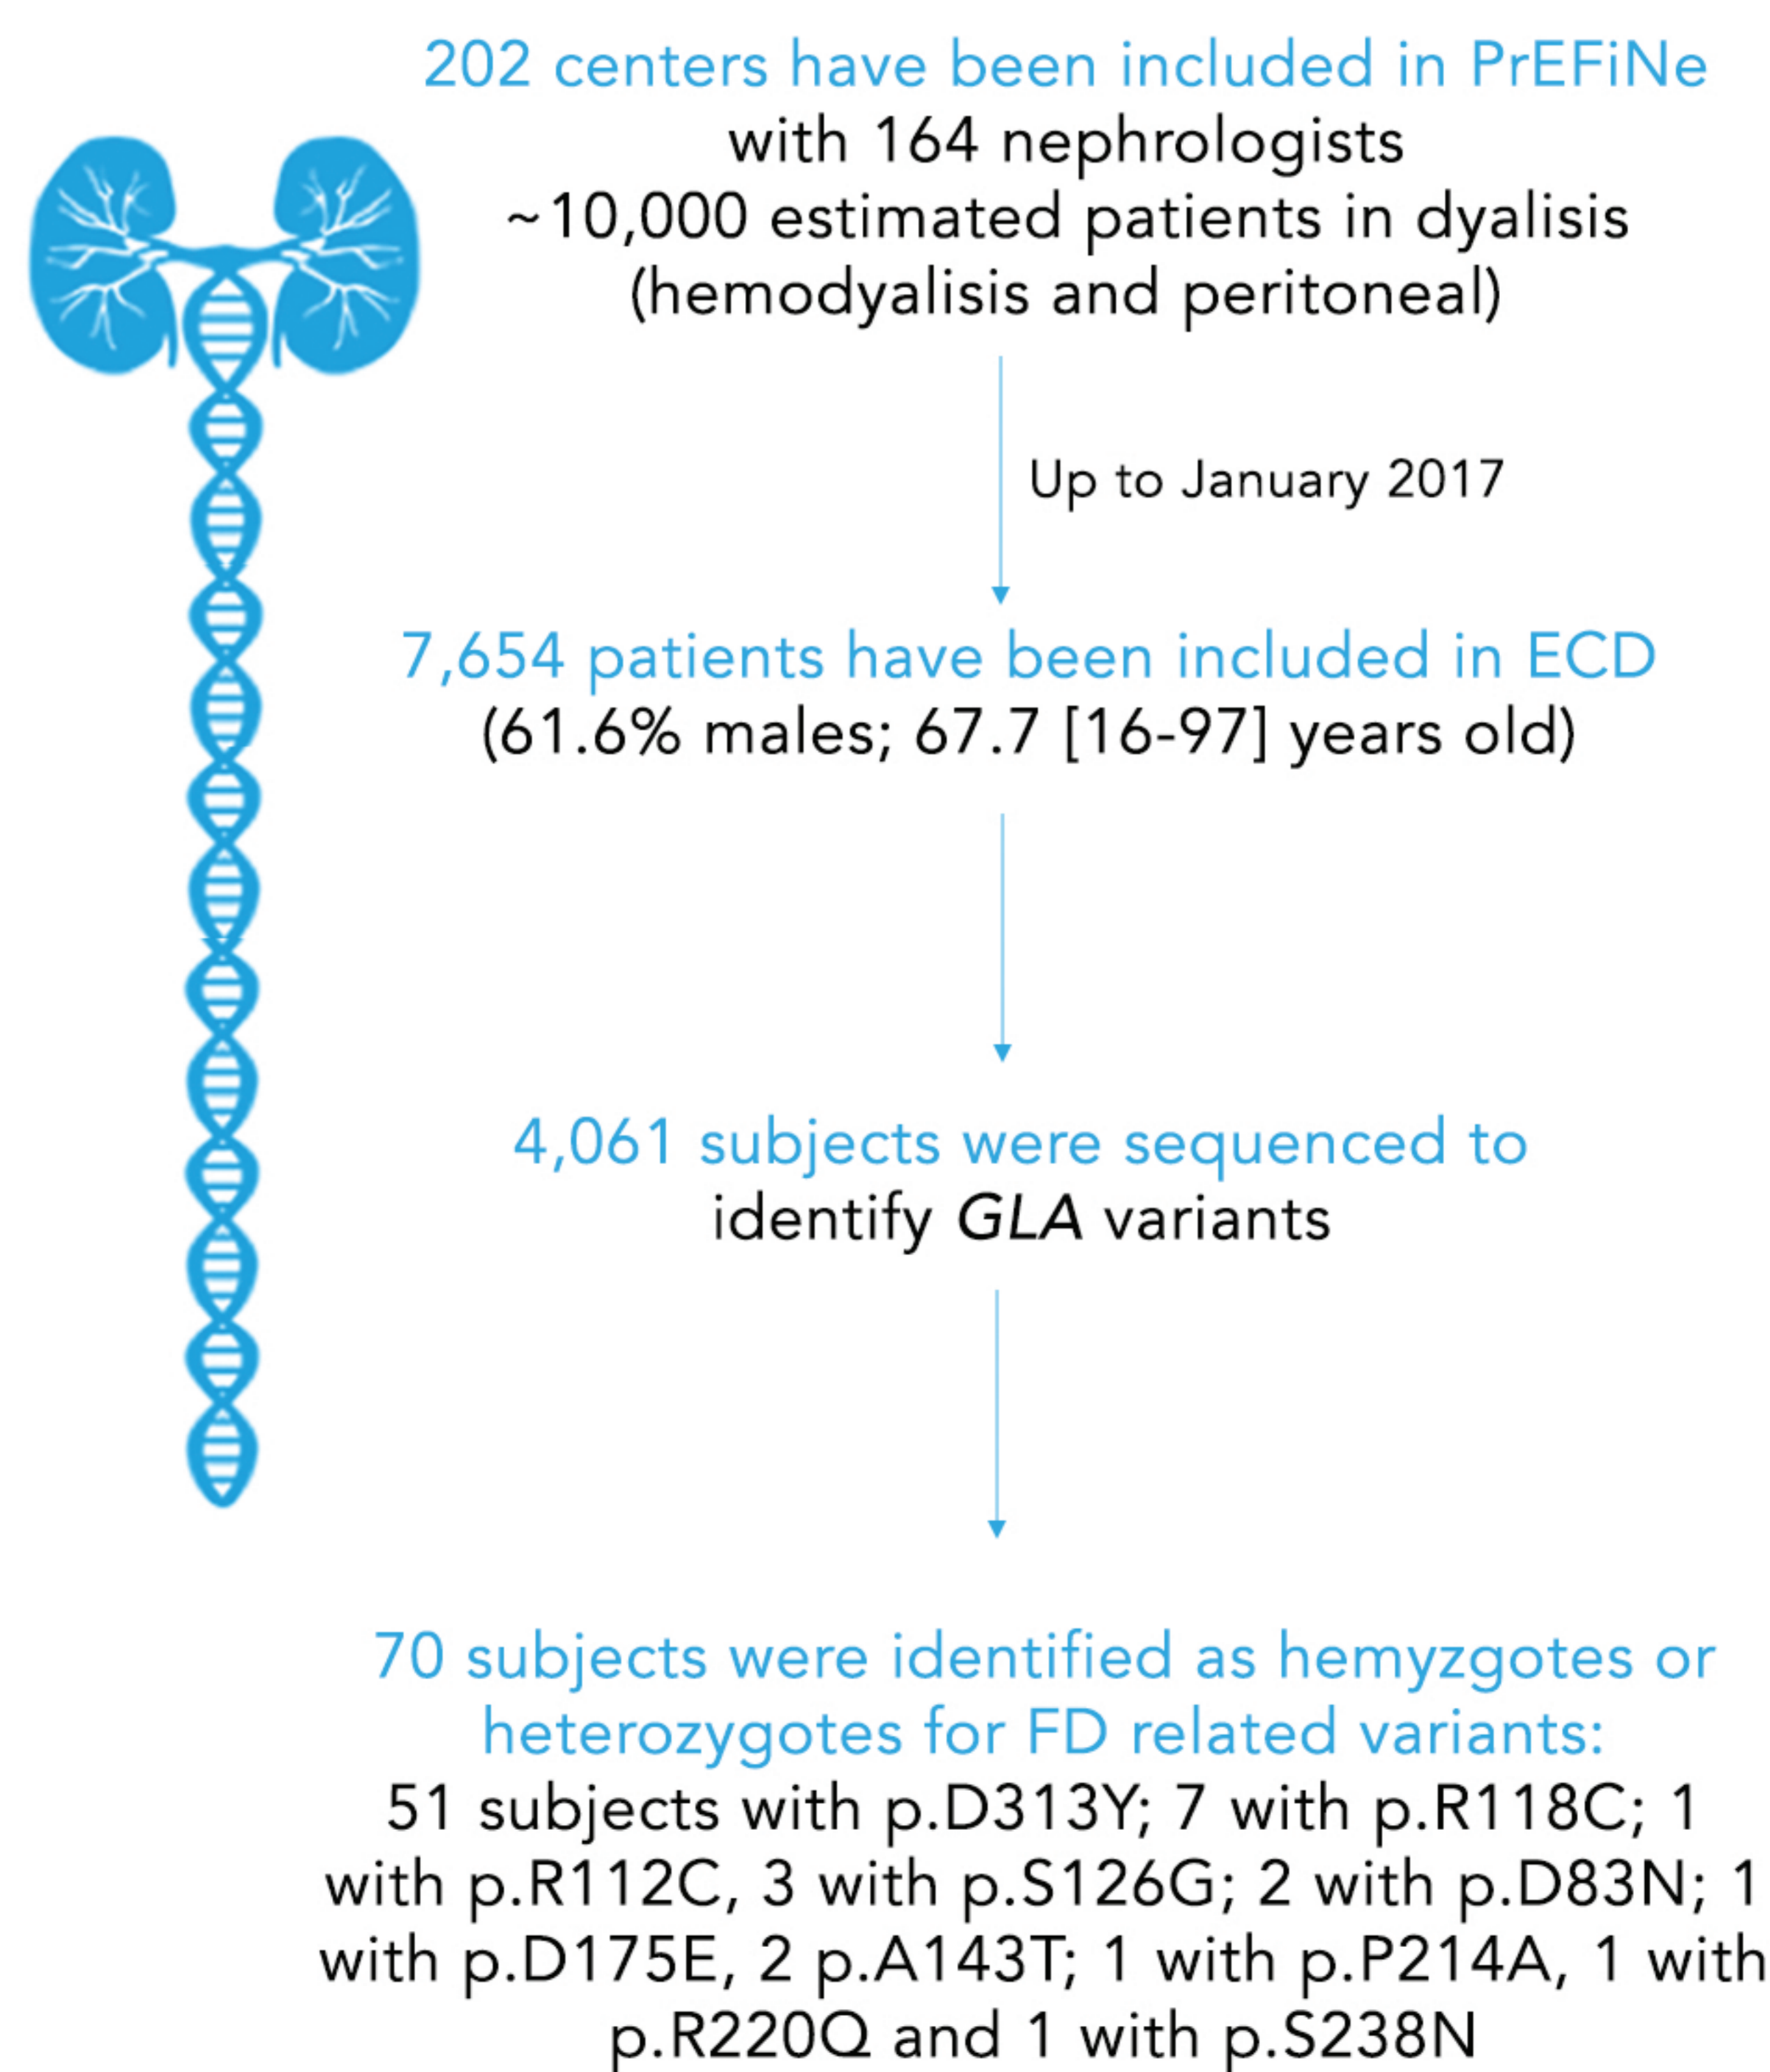 202 centers have been included in PrEFiNe
with 164 nephrologists
~10,000 estimated patients in dyalisis
(hemodyalisis and peritoneal)
Up to January 2017
7,654 patients have been included in ECD
(61.6% males; 67.7 [16-97] years old)
4,061 subjects were sequenced to
identify GLA variants
70 subjects were identified as hemyzgotes or
heterozygotes for FD related variants:
51 subjects with p.D313Y; 7 with p.R118C; 1
with p.R112C, 3 with p.S126G; 2 with p.D83N; 1
with p.D175E, 2 p.A143T; 1 with p.P214A, 1 with
p.R220Q and 1 with p.S238N